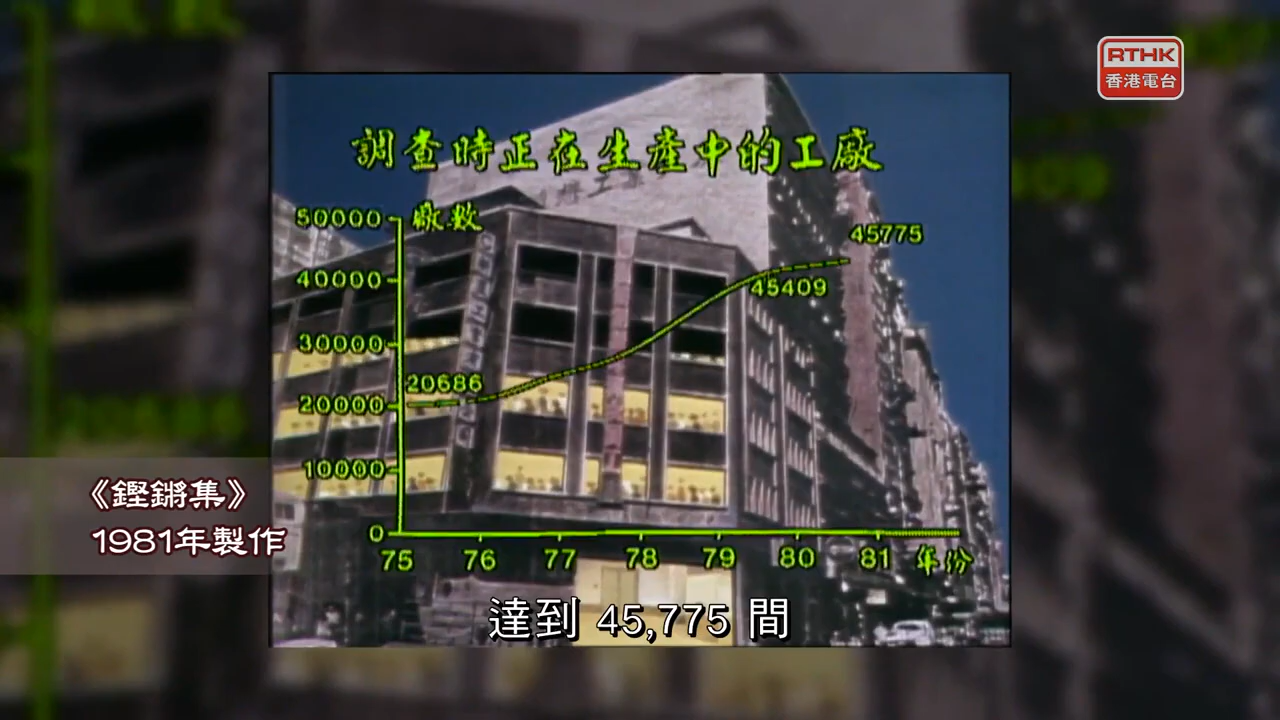 RTHK
香港電台
調查時正在生產中的工廠
廠數
50000
40000
30000
20000
10000
0
20686
45409
45775
75 76 77 78 79 80 81 年份
《鏗鏘集》
1981年製作
達到 45,775 間